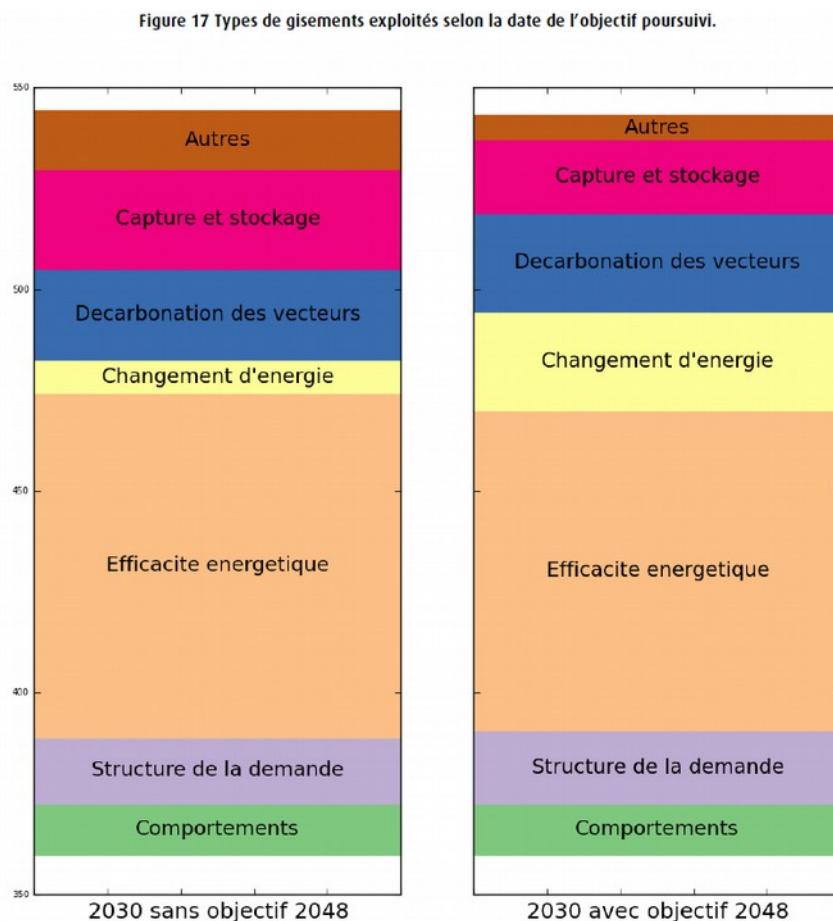 Figure 17 Types de gisements exploités selon la date de l'objectif poursuivi.
550
500
450
400
350
Autres
Capture et stockage
Decarbonation des vecteurs
Changement d'energie
Efficacite energetique
Structure de la demande
Comportements
2030 sans objectif 2048
Autres
Capture et stockage
Decarbonation des vecteurs
Changement d'energie
Efficacite energetique
Structure de la demande
Comportements
2030 avec objectif 2048